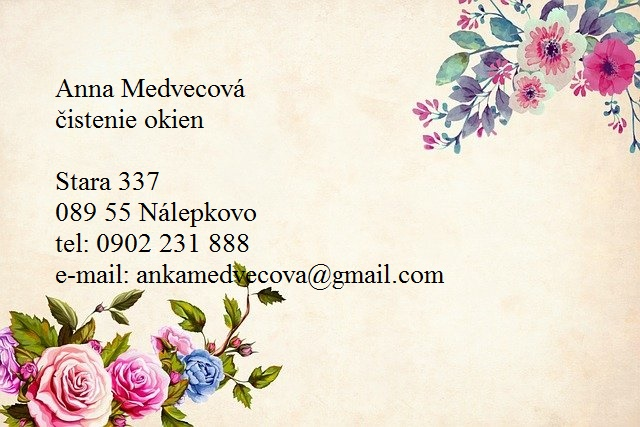 Anna Medvecová
čistenie okien
Stara 337
089 55 Nálepkovo
tel: 0902 231 888
e-mail: ankamedvecova@gmail.com